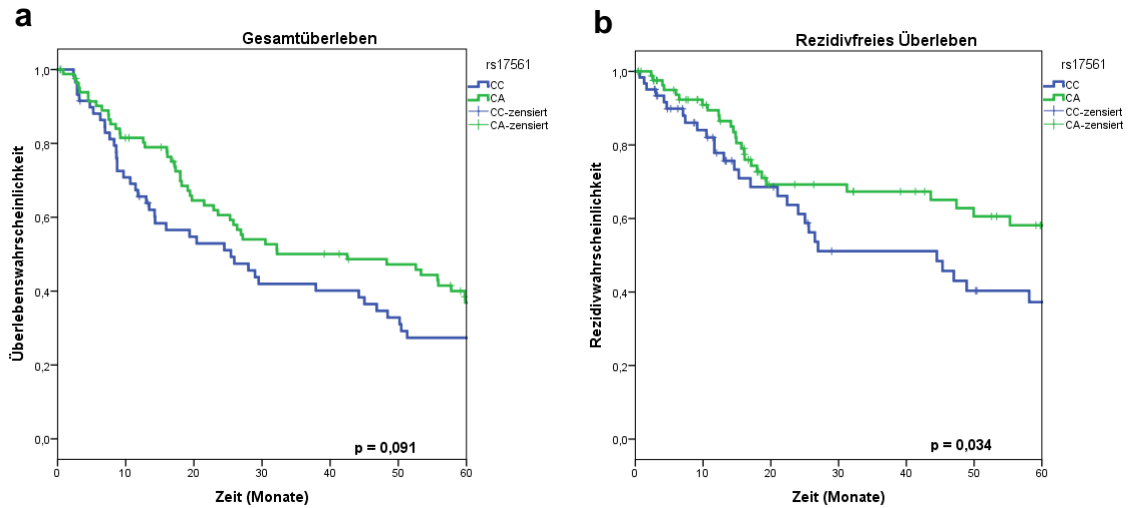 a
Gesamtüberleben
Überlebenswahrscheinlichkeit
1,0
0,8
0,6
0,4
0,2
0,0
0 10 20 30 40 50 60
Zeit (Monate)
p = 0,091
rs17561
CC
CA
CC-zensiert
CA-zensiert
b
Rezidivfreies Überleben
Rezidivwahrscheinlichkeit
1,0
0,8
0,6
0,4
0,2
0,0
0 10 20 30 40 50 60
Zeit (Monate)
p = 0,034
rs17561
CC
CA
CC-zensiert
CA-zensiert